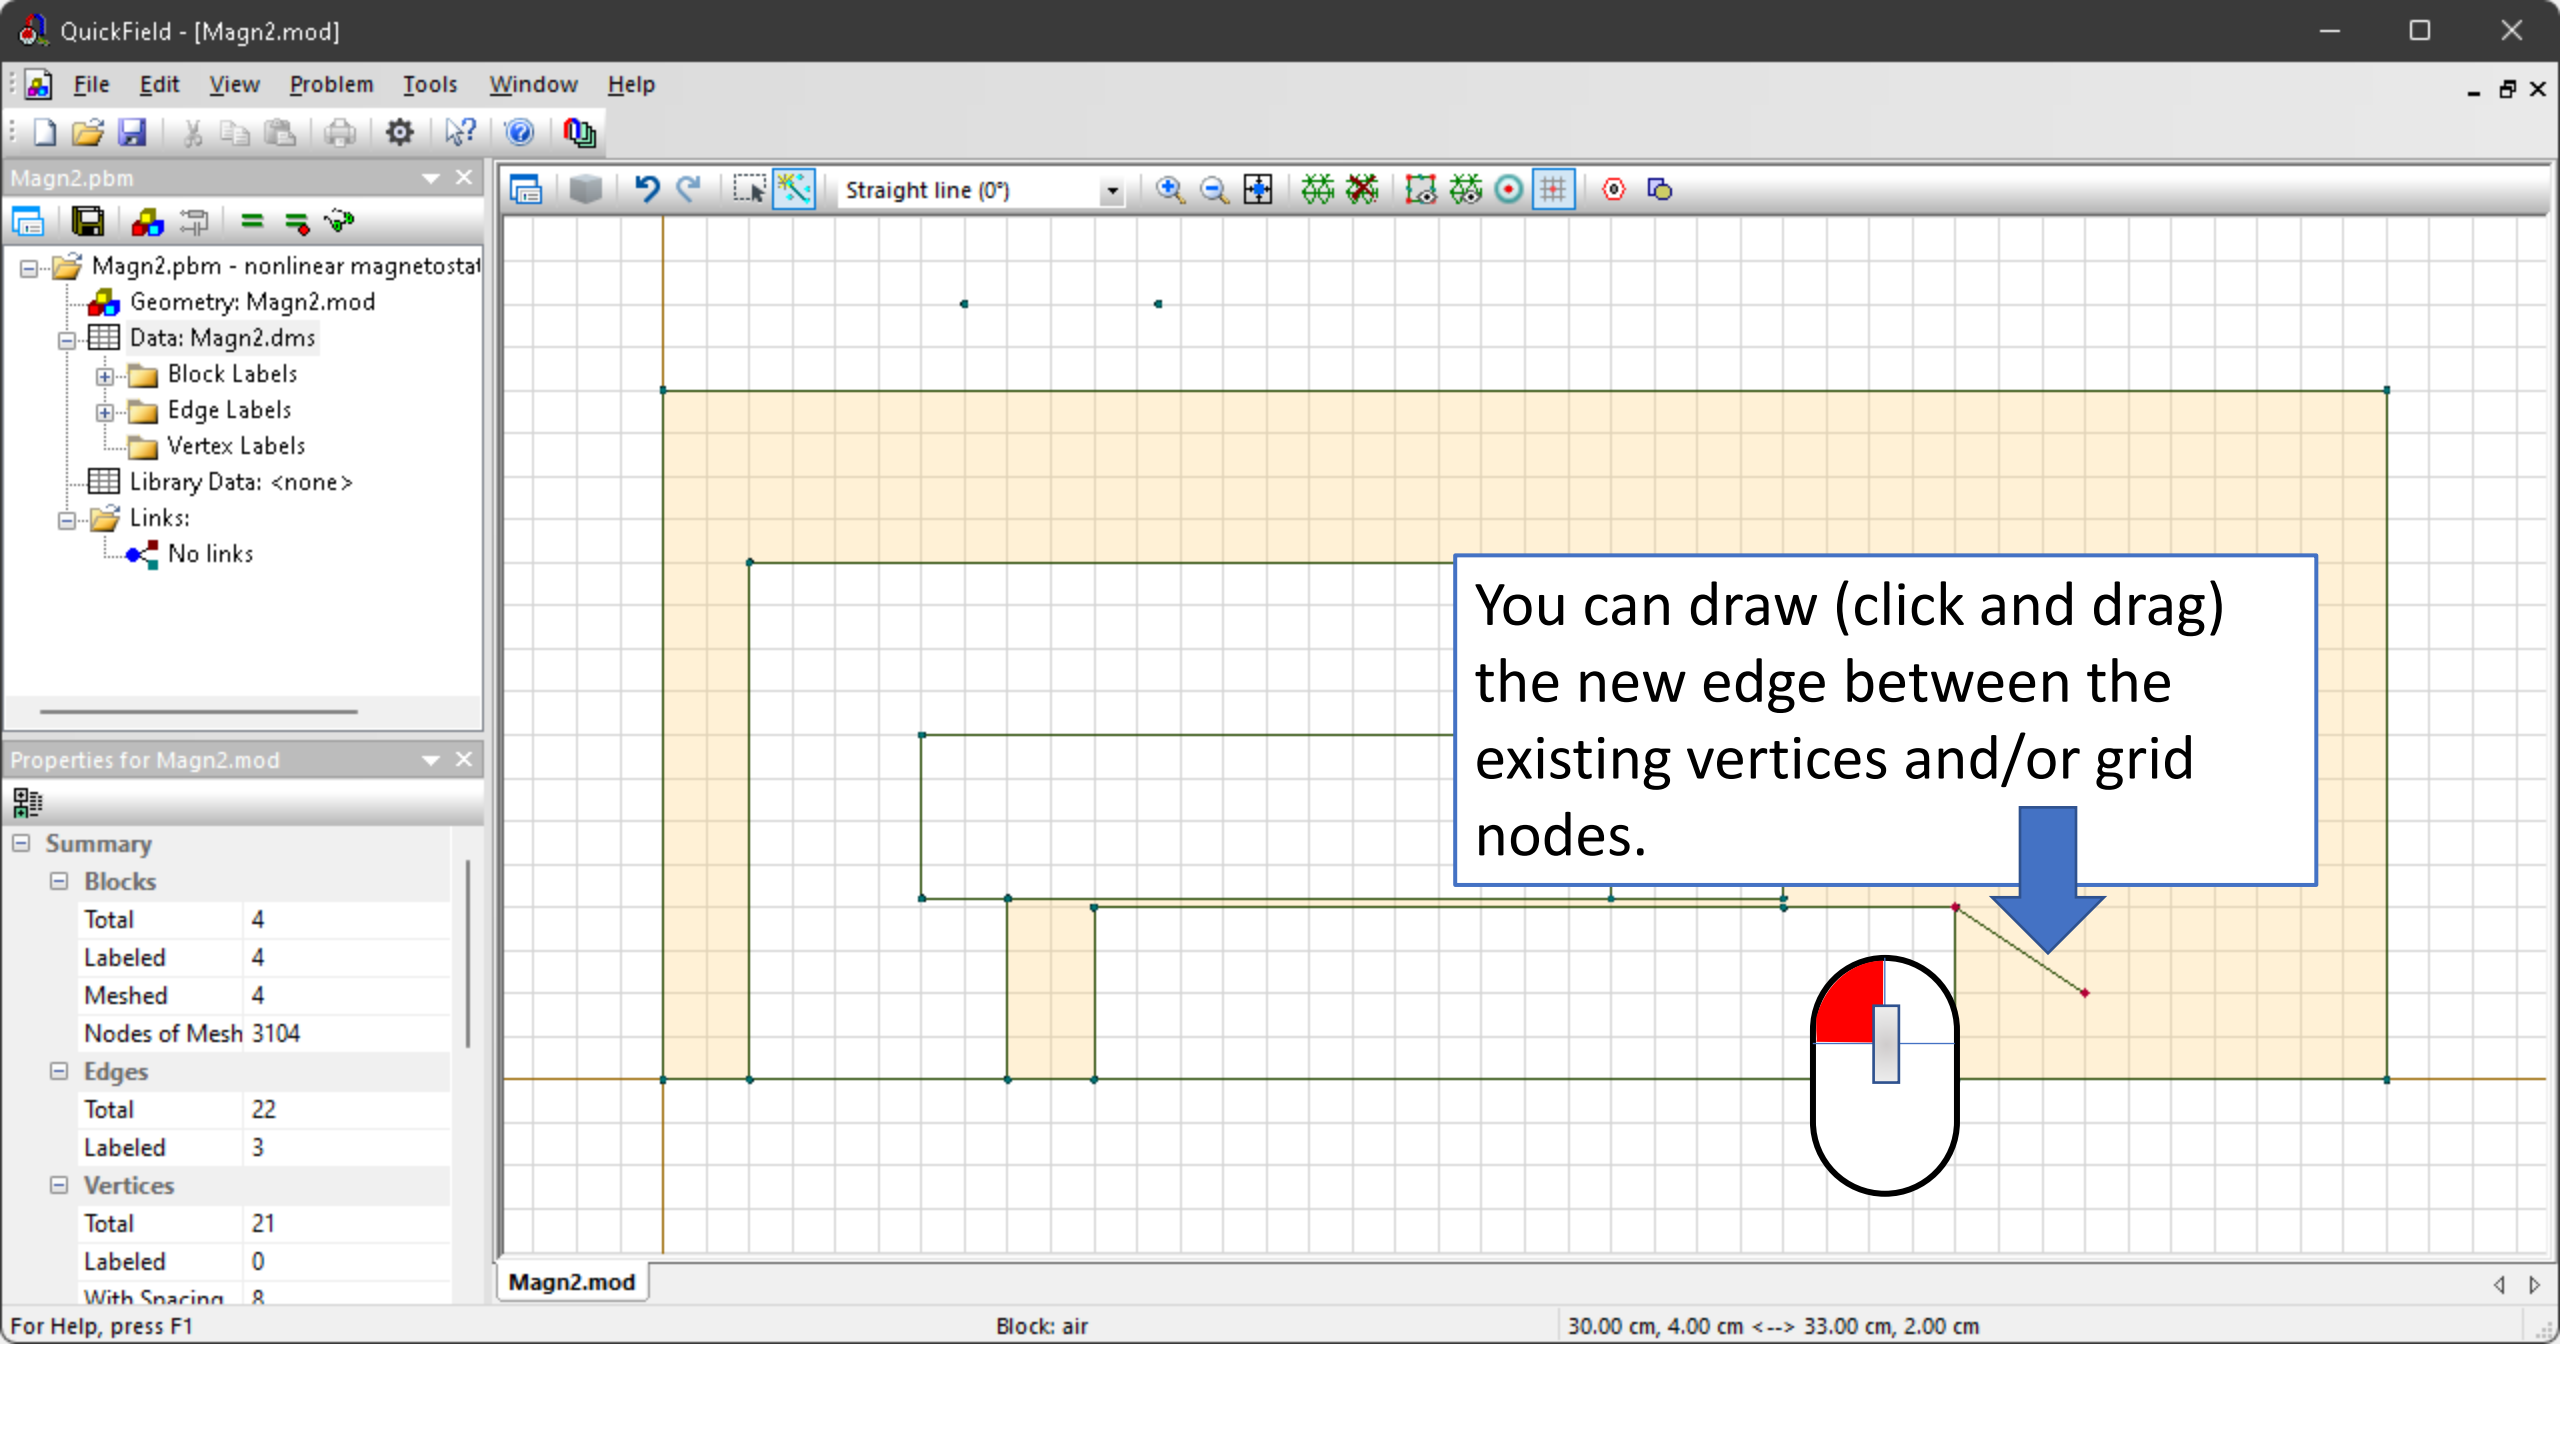 QuickField - [Magn2.mod]
File Edit View Problem Tools Window Help
Magn2.pbm
Straight line (0°)
Magn2.pbm - nonlinear magnetostat
Geometry: Magn2.mod
Data: Magn2.dms
Block Labels
Edge Labels
Vertex Labels
Library Data: <none>
Links:
No links
Properties for Magn2.mod
Summary
Blocks
Total 4
Labeled 4
Meshed 4
Nodes of Mesh 3104
Edges
Total 22
Labeled 3
Vertices
Total 21
Labeled 0
With Spacing 8
You can draw (click and drag)
the new edge between the
existing vertices and/or grid
nodes.
Magn2.mod
For Help, press F1
Block: air
30.00 cm, 4.00 cm <--> 33.00 cm, 2.00 cm